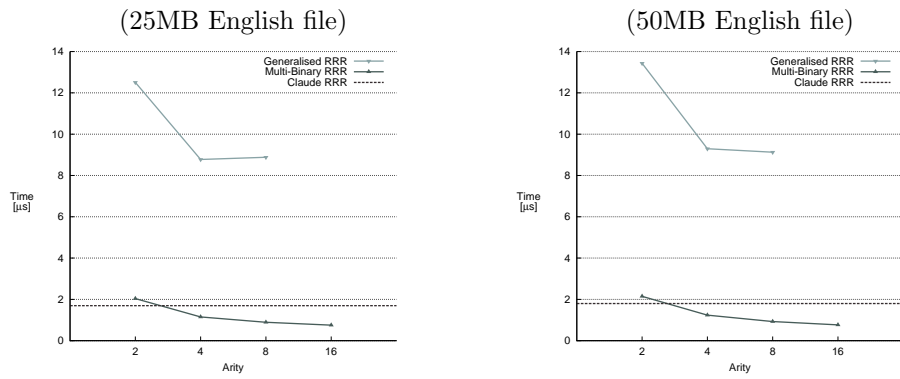 (25MB English file)
14
12
10
8
6
4
2
0
Time
[µs]
2 4 8 16
Arity
Generalised RRR
Multi-Binary RRR
Claude RRR
(50MB English file)
14
12
10
8
6
4
2
0
Time
[µs]
2 4 8 16
Arity
Generalised RRR
Multi-Binary RRR
Claude RRR